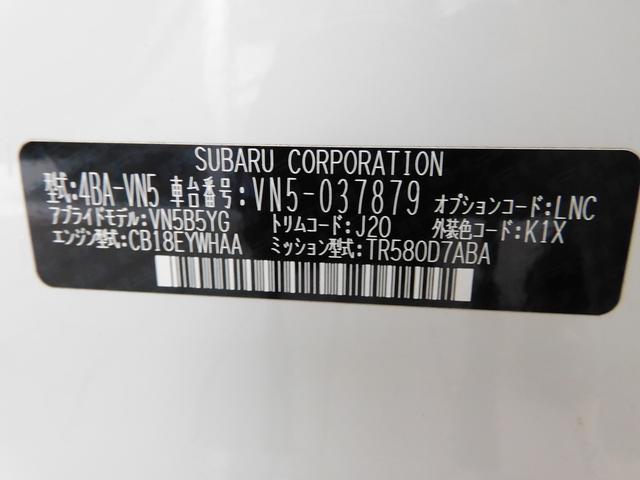 SUBARU CORPORATION
型式:4BA-VN5 車台番号:VN5-037879 オプションコード:LNC
アプライドモデル:VN5B5YG トリムコード:J20 外装色コード:K1X
エンジン型式:CB18EYWHAA ミッション型式:TR580D7ABA